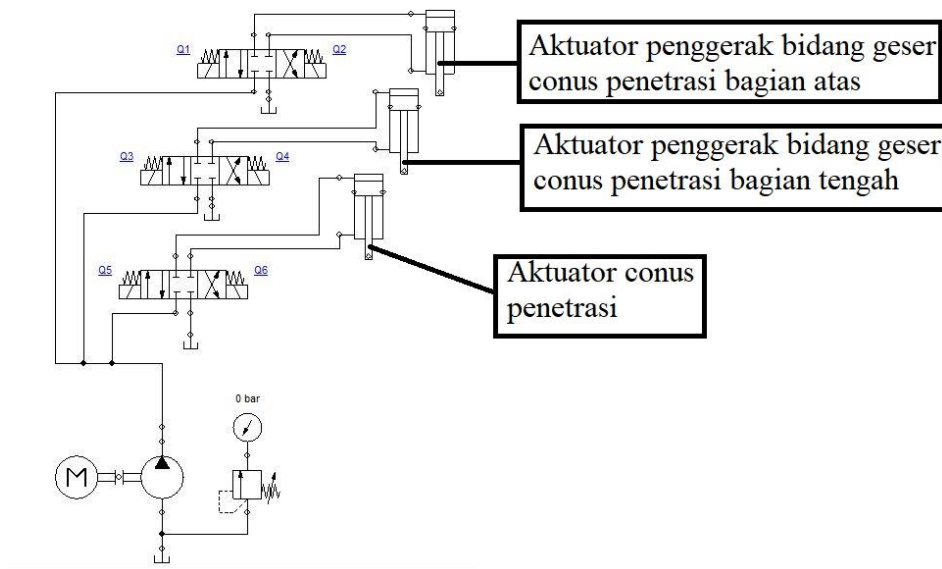 Q1
Q2
Aktuator penggerak bidang geser
conus penetrasi bagian atas
Q3
Q4
Aktuator penggerak bidang geser
conus penetrasi bagian tengah
Q5
Q6
Aktuator conus
penetrasi
0 bar
M